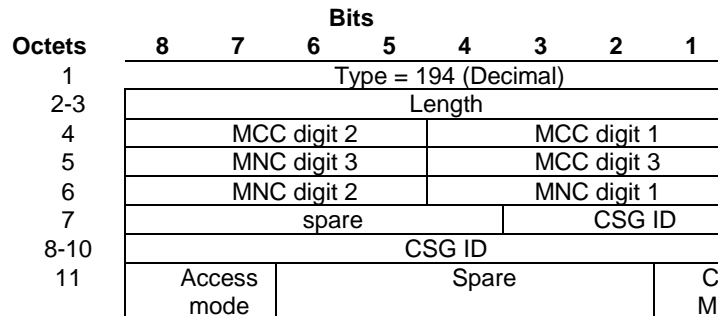 Bits
Octets 8 7 6 5 4 3 2 1
1 Type = 194 (Decimal)
2-3 Length
4 MCC digit 2 MCC digit 1
5 MNC digit 3 MCC digit 3
6 MNC digit 2 MNC digit 1
7 spare CSG ID
8-10 CSG ID
11 Access Spare C
mode M